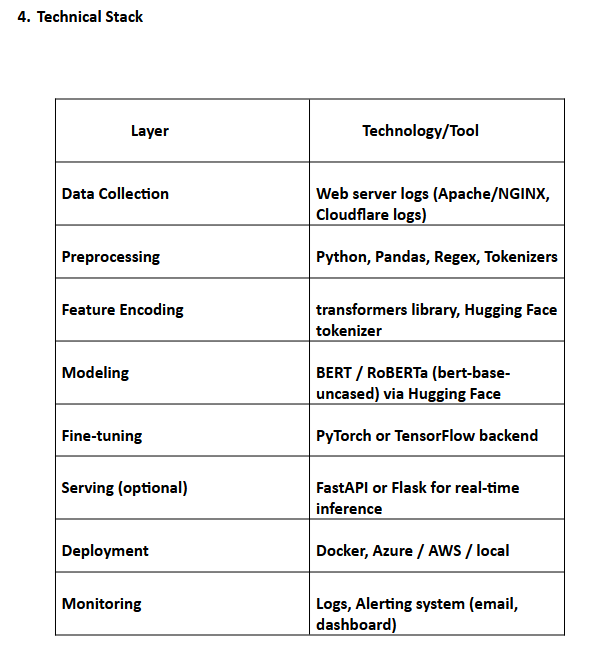 4. Technical Stack
Layer
Technology/Tool
Data Collection
Web server logs (Apache/NGINX,
Cloudflare logs)
Preprocessing
Python, Pandas, Regex, Tokenizers
Feature Encoding
transformers library, Hugging Face
tokenizer
Modeling
BERT / RoBERTa (bert-base-
uncased) via Hugging Face
Fine-tuning
PyTorch or TensorFlow backend
Serving (optional)
FastAPI or Flask for real-time
inference
Deployment
Docker, Azure / AWS / local
Monitoring
Logs, Alerting system (email,
dashboard)